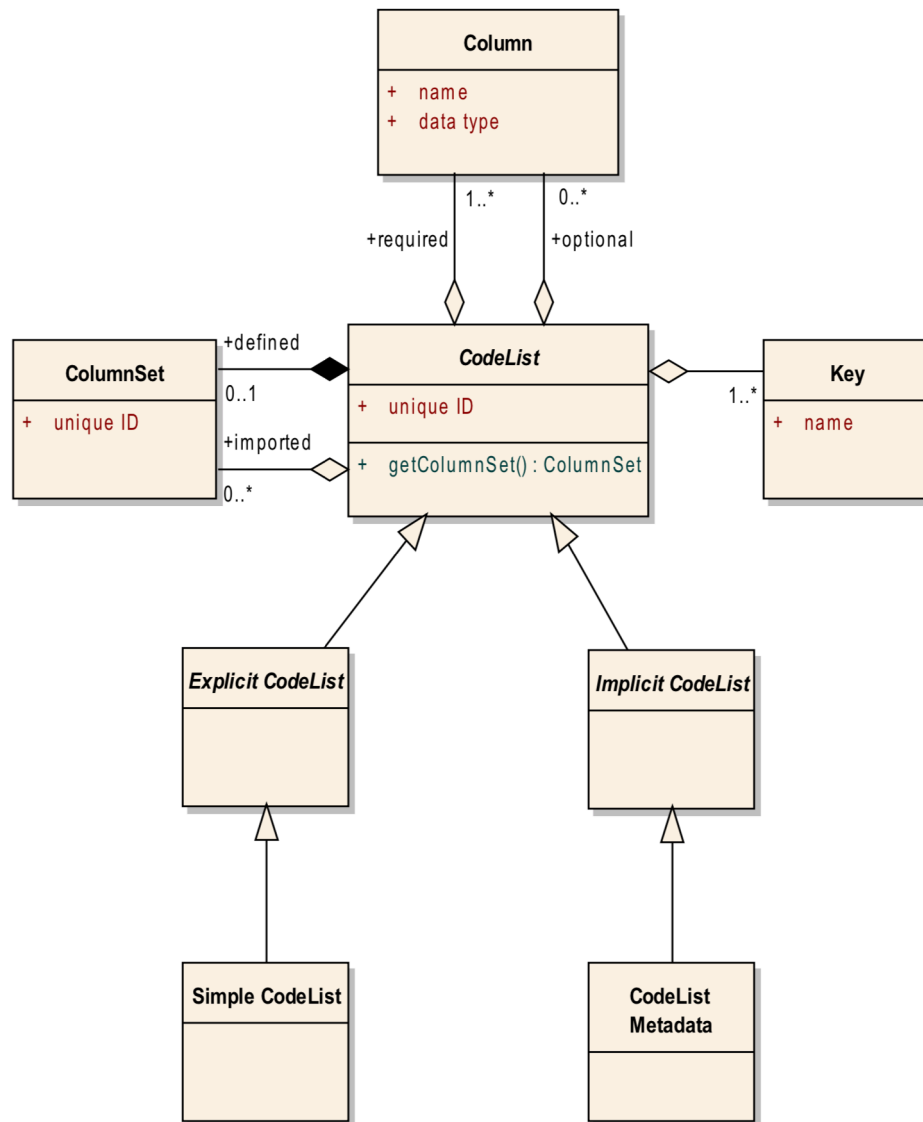 Column
+ name
+ data type
1..*
0..*
+required
+optional
+defined
0..1
+imported
0..*
ColumnSet
+ unique ID
CodeList
+ unique ID
+ getColumnSet() : ColumnSet
1..*
Key
+ name
Explicit CodeList
Implicit CodeList
Simple CodeList
CodeList
Metadata